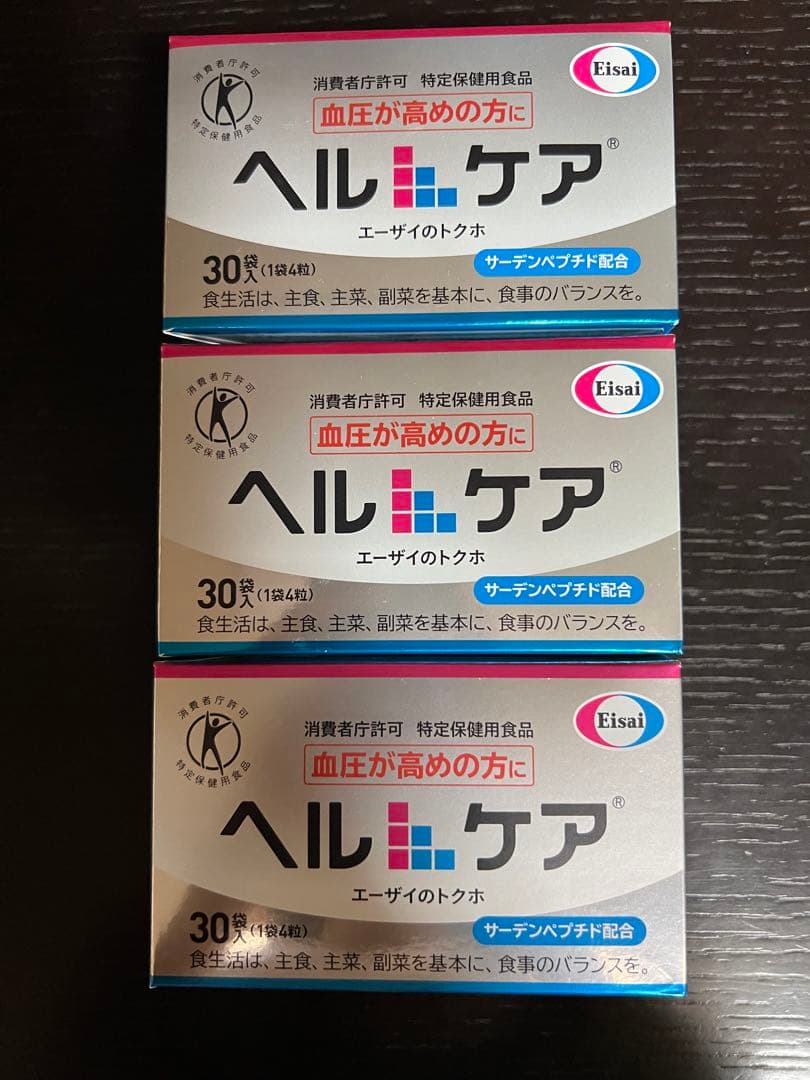 消費者庁許可
特定保健用食品
Eisai
消費者庁許可 特定保健用食品
血圧が高めの方に
ヘルケア®
エーザイのトクホ
30袋入(1袋4粒)
サーデンペプチド配合
食生活は、主食、主菜、副菜を基本に、食事のバランスを。
消費者庁許可
特定保健用食品
Eisai
消費者庁許可 特定保健用食品
血圧が高めの方に
ヘルケア®
エーザイのトクホ
30袋入(1袋4粒)
サーデンペプチド配合
食生活は、主食、主菜、副菜を基本に、食事のバランスを。
消費者庁許可
特定保健用食品
Eisai
消費者庁許可 特定保健用食品
血圧が高めの方に
ヘルケア®
エーザイのトクホ
30袋入(1袋4粒)
サーデンペプチド配合
食生活は、主食、主菜、副菜を基本に、食事のバランスを。